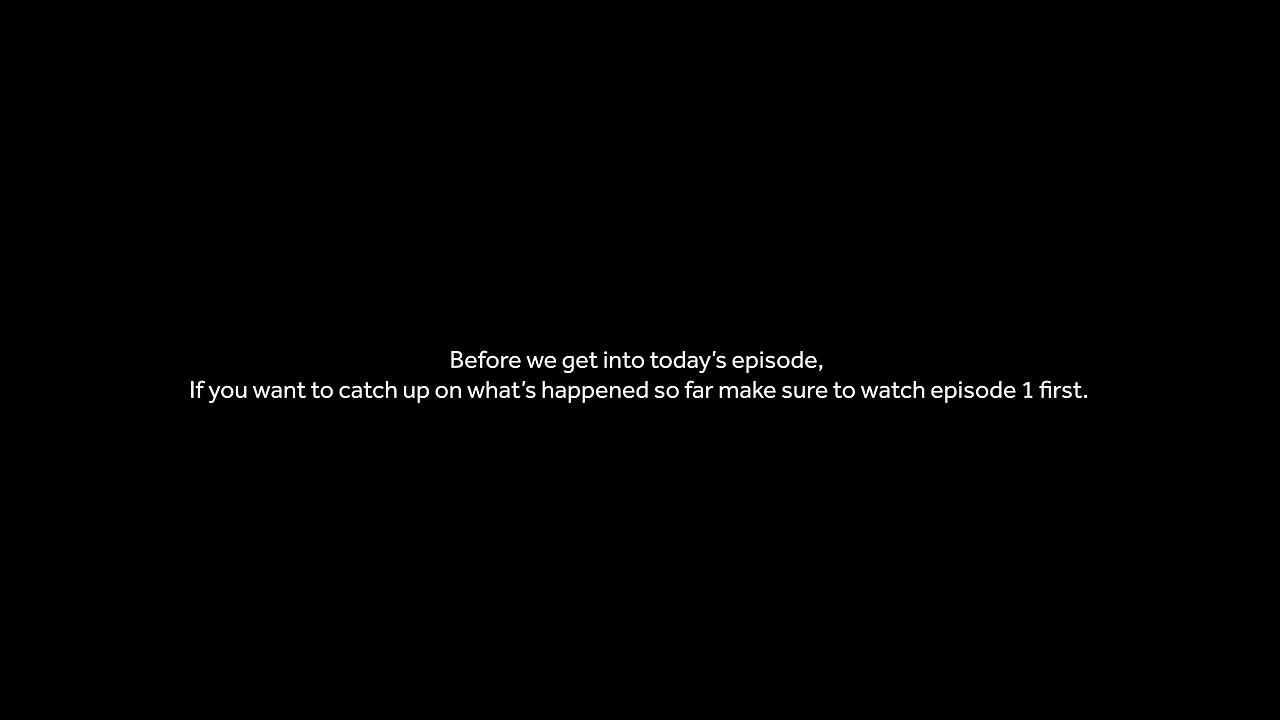 Before we get into today’s episode,
If you want to catch up on what’s happened so far make sure to watch episode 1 first.